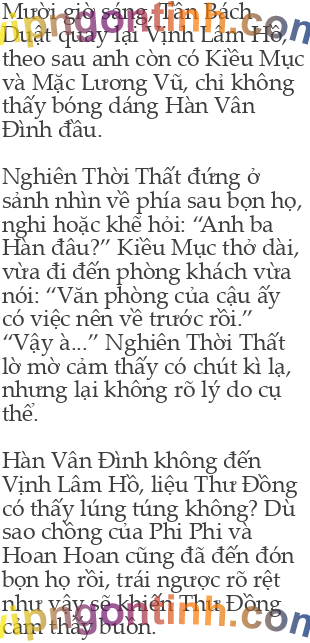 Mười giờ sáng, Tần Bách
Duật quay lại Vịnh Lâm Hồ,
theo sau anh còn có Kiều Mục
và Mặc Lương Vũ, chỉ không
thấy bóng dáng Hàn Vân
Đình đâu.

Nghiên Thời Thất đứng ở
sảnh nhìn về phía sau bọn họ,
nghi hoặc khẽ hỏi: “Anh ba
Hàn đâu?” Kiều Mục thở dài,
vừa đi đến phòng khách vừa
nói: “Văn phòng của cậu ấy
có việc nên về trước rồi.”
“Vậy à...” Nghiên Thời Thất
lờ mờ cảm thấy có chút kì lạ,
nhưng lại không rõ lý do cụ
thể.

Hàn Vân Đình không đến
Vịnh Lâm Hồ, liệu Thư Đồng
có thấy lúng túng không? Dù
sao chồng của Phi Phi và
Hoan Hoan cũng đã đến đón
bọn họ rồi, trái ngược rõ rệt
như vậy sẽ khiến Thư Đồng
cảm thấy buồn.
vipngontinh.com
vipngontinh.com